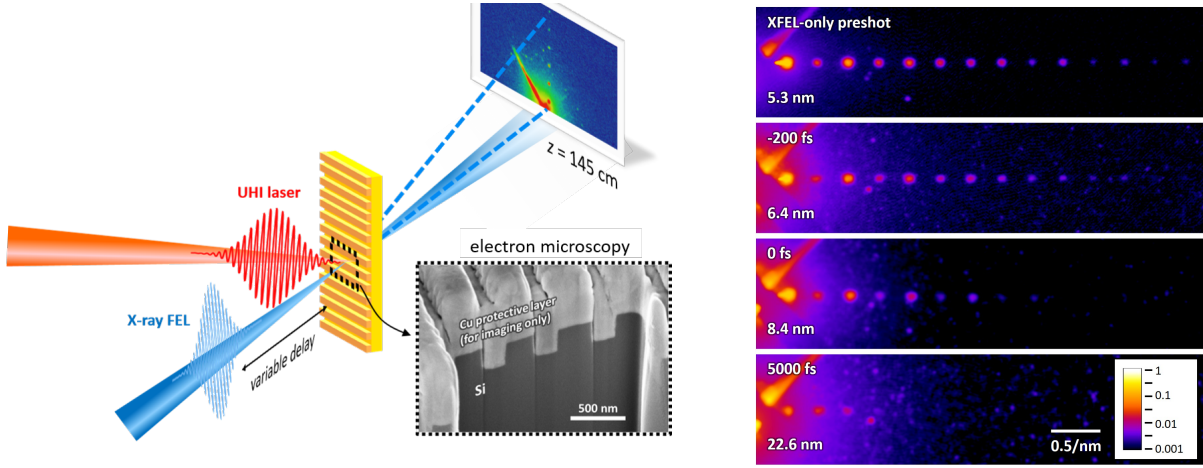 UHI laser
X-ray FEL
variable delay
z = 145 cm
electron microscopy
Cu protective layer
(for imaging only)
Si
500 nm
XFEL-only preshot
5.3 nm
-200 fs
6.4 nm
0 fs
8.4 nm
5000 fs
22.6 nm
0.5/nm
1
0.1
0.01
0.001